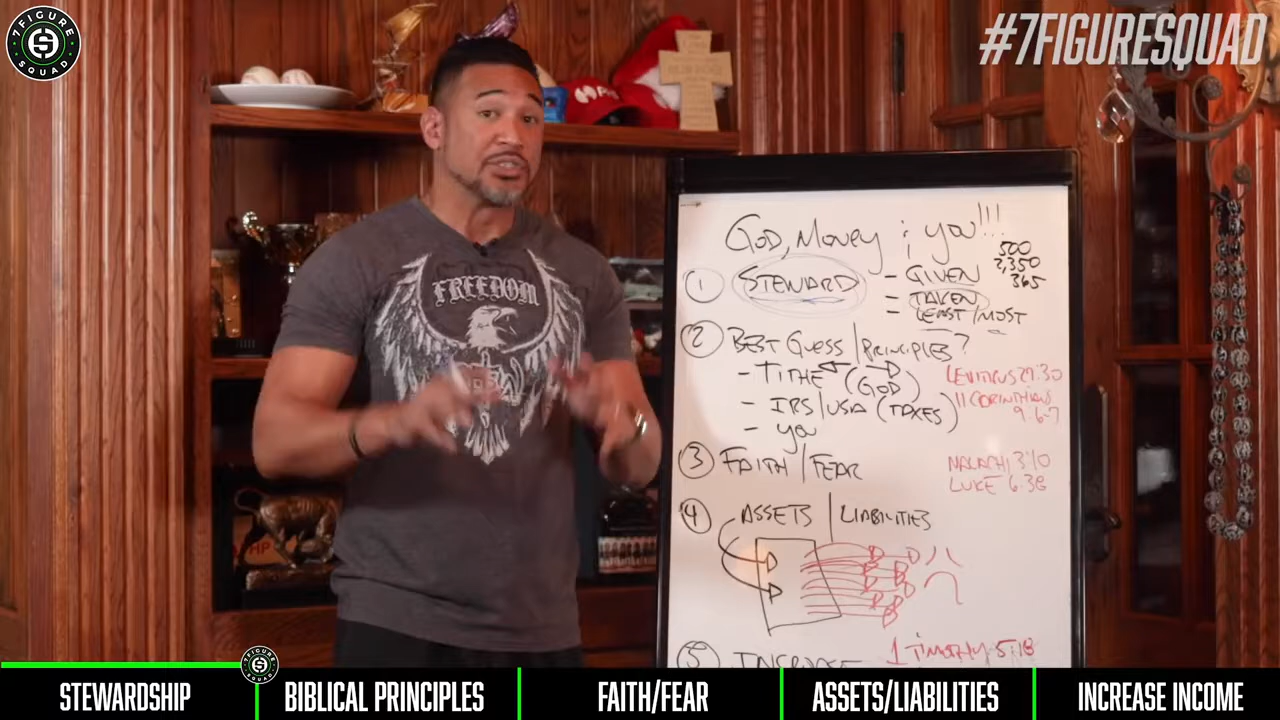 7 FIGURE SQUAD
#7FIGURESQUAD
GOD, MONEY & YOU!!!
500
2,350
365
① STEWARD - GIVEN
- TAKEN
- LEAST/MOST
② BEST GUESS | PRINCIPLES?
- TITHE (GOD)
LEVITICUS 27:30
- IRS/USA (TAXES)
II CORINTHIANS
9:6-7
- YOU
③ FAITH / FEAR
MALACHI 3:10
LUKE 6:38
④ ASSETS | LIABILITIES
⑤ INCREASE
1 TIMOTHY 5:18
FREEDOM
STEWARDSHIP
BIBLICAL PRINCIPLES
FAITH/FEAR
ASSETS/LIABILITIES
INCREASE INCOME